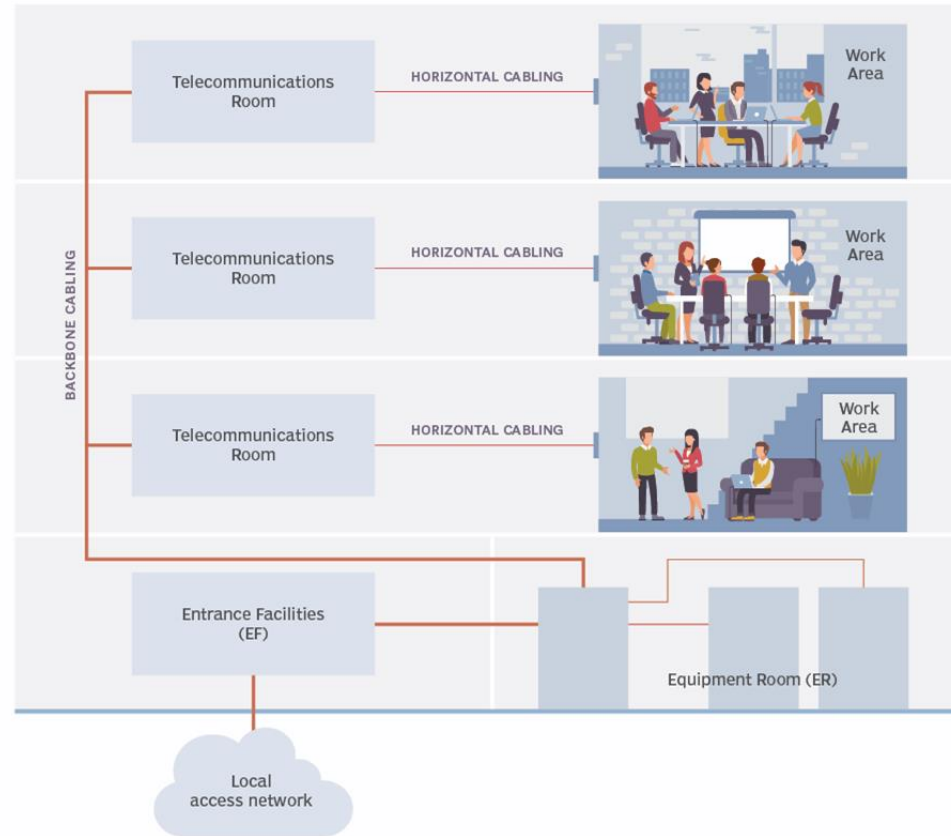 Telecommunications
Room
HORIZONTAL CABLING
Work
Area
Telecommunications
Room
HORIZONTAL CABLING
Work
Area
BACKBONE CABLING
Telecommunications
Room
HORIZONTAL CABLING
Work
Area
Entrance Facilities
(EF)
Equipment Room (ER)
Local
access network